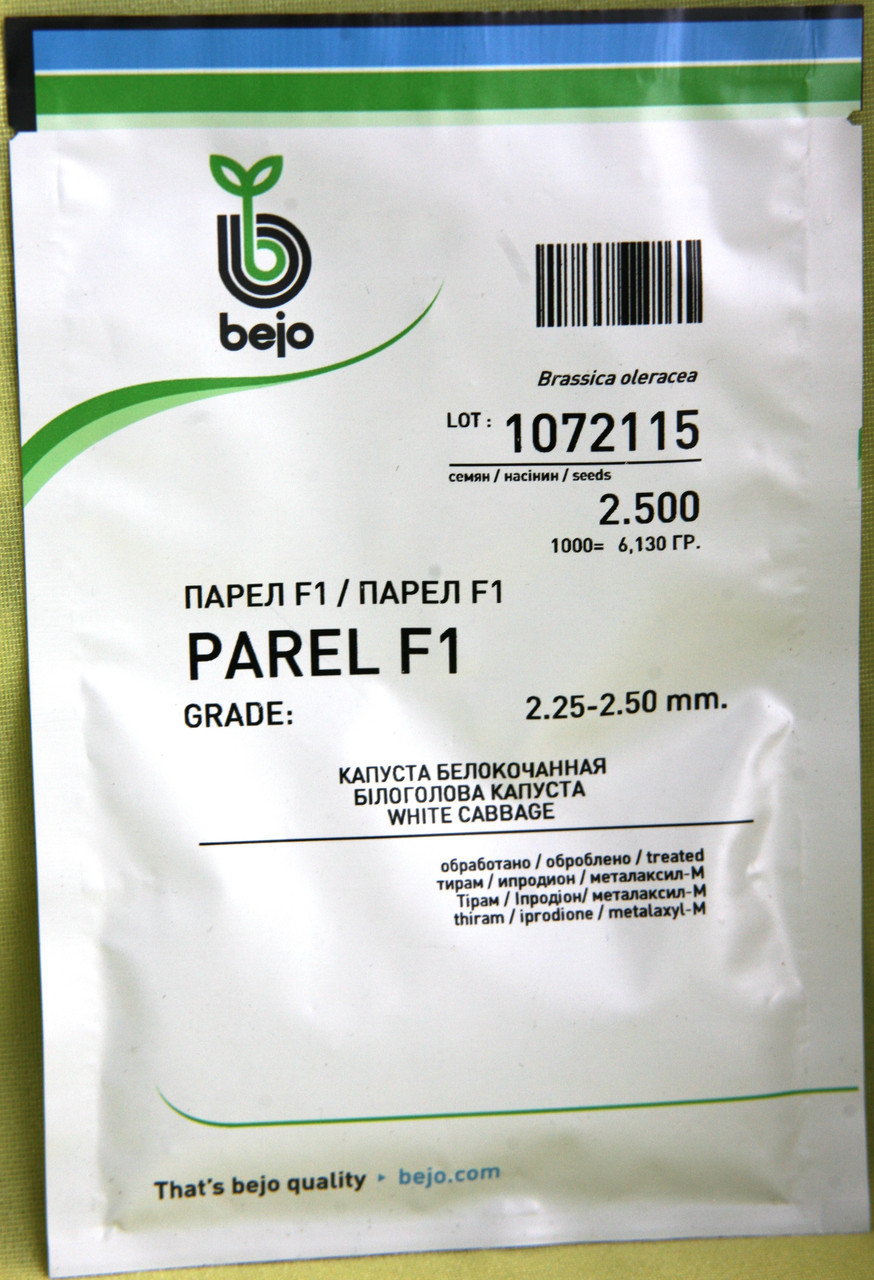 bejo
Brassica oleracea
LOT : 1072115
семян / насінин / seeds
2.500
1000= 6,130 ГР.
ПАРЕЛ F1 / ПАРЕЛ F1
PAREL F1
GRADE: 2.25-2.50 mm.
КАПУСТА БЕЛОКОЧАННАЯ
БІЛОГОЛОВА КАПУСТА
WHITE CABBAGE
обработано / оброблено / treated
тирам / ипродион / металаксил-М
Тірам / Іпродіон/ металаксил-М
thiram / iprodione / metalaxyl-M
That's bejo quality ▸ bejo.com